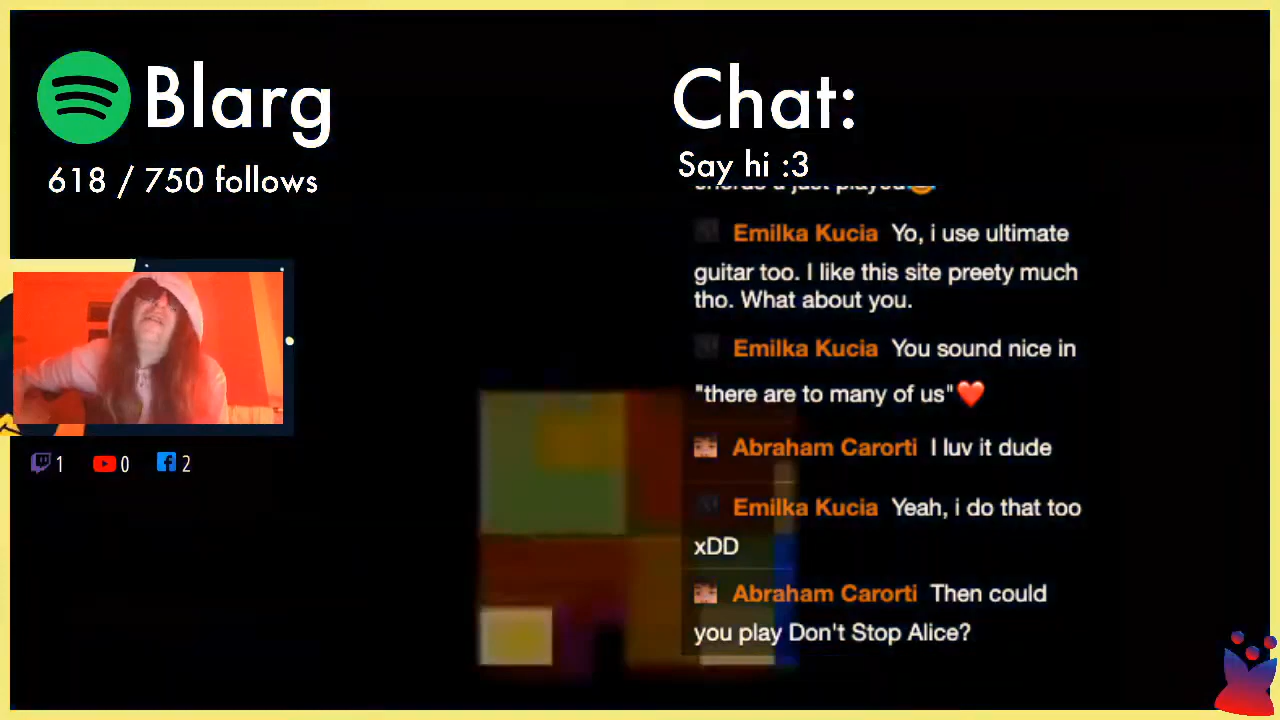 Blarg
618 / 750 follows
1
0
2
Chat:
Say hi :3
chords u just played
Emilka Kucia Yo, i use ultimate
guitar too. I like this site preety much
tho. What about you.
Emilka Kucia You sound nice in
"there are to many of us"❤️
Abraham Carorti I luv it dude
Emilka Kucia Yeah, i do that too
xDD
Abraham Carorti Then could
you play Don't Stop Alice?